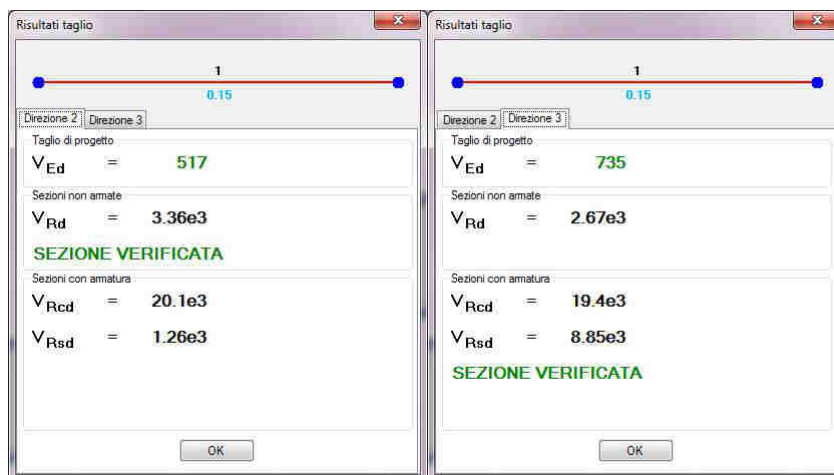 Risultati taglio
1
0.15
Direzione 2 Direzione 3
Taglio di progetto
VEd = 517
Sezioni non armate
VRd = 3.36e3
SEZIONE VERIFICATA
Sezioni con armatura
VRcd = 20.1e3
VRsd = 1.26e3
OK
Risultati taglio
1
0.15
Direzione 2 Direzione 3
Taglio di progetto
VEd = 735
Sezioni non armate
VRd = 2.67e3
Sezioni con armatura
VRcd = 19.4e3
VRsd = 8.85e3
SEZIONE VERIFICATA
OK